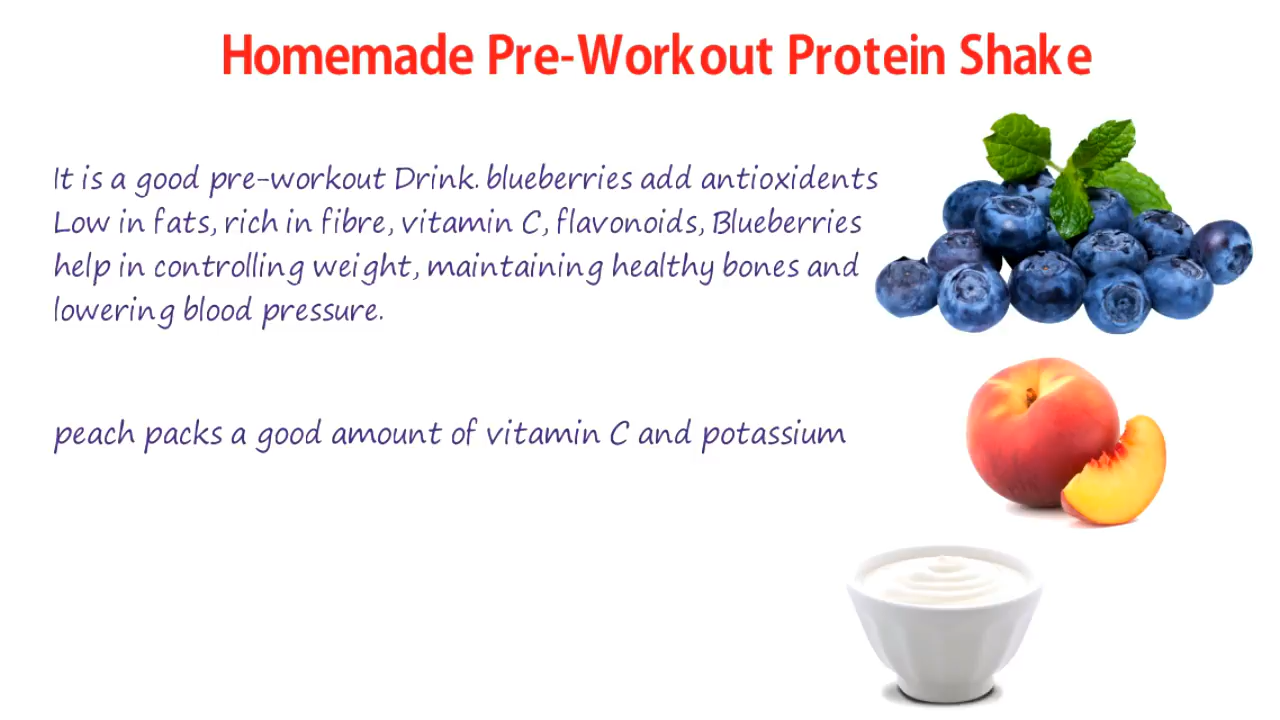 Homemade Pre-Workout Protein Shake
It is a good pre-workout Drink. blueberries add antioxidents
Low in fats, rich in fibre, vitamin C, flavonoids, Blueberries
help in controlling weight, maintaining healthy bones and
lowering blood pressure.
peach packs a good amount of vitamin C and potassium